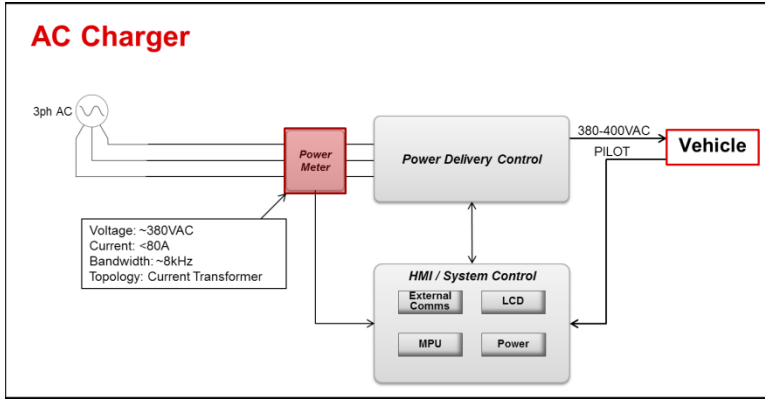 AC Charger
3ph AC
Power
Meter
Power Delivery Control
380-400VAC
PILOT
Vehicle
Voltage: ~380VAC
Current: <80A
Bandwidth: ~8kHz
Topology: Current Transformer
HMI / System Control
External
Comms
LCD
MPU
Power